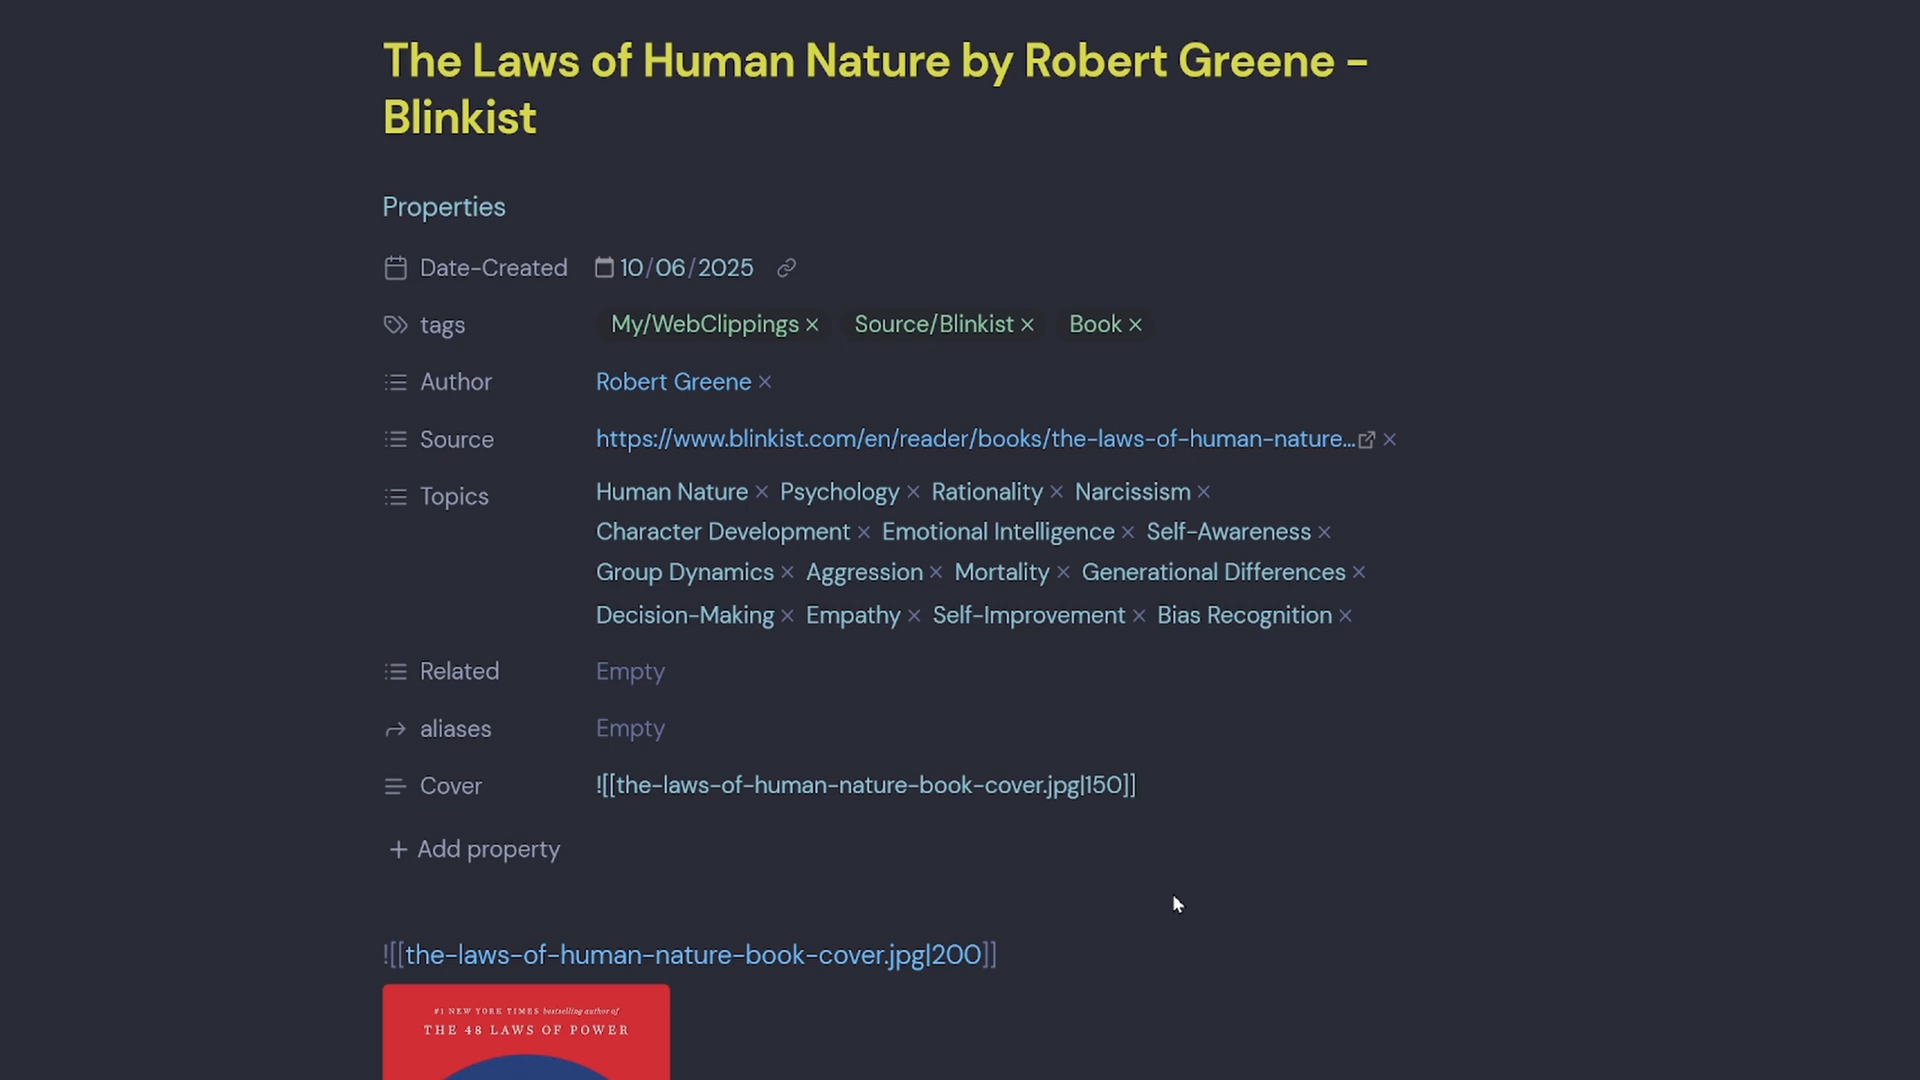 The Laws of Human Nature by Robert Greene –
Blinkist
Properties
Date-Created 10/06/2025
tags My/WebClippings × Source/Blinkist × Book ×
Author Robert Greene ×
Source https://www.blinkist.com/en/reader/books/the-laws-of-human-nature... ×
Topics Human Nature × Psychology × Rationality × Narcissism ×
Character Development × Emotional Intelligence × Self-Awareness ×
Group Dynamics × Aggression × Mortality × Generational Differences ×
Decision-Making × Empathy × Self-Improvement × Bias Recognition ×
Related Empty
aliases Empty
Cover ![[the-laws-of-human-nature-book-cover.jpg|150]]
+ Add property
![[the-laws-of-human-nature-book-cover.jpg|200]]
#1 NEW YORK TIMES bestselling author of
THE 48 LAWS OF POWER